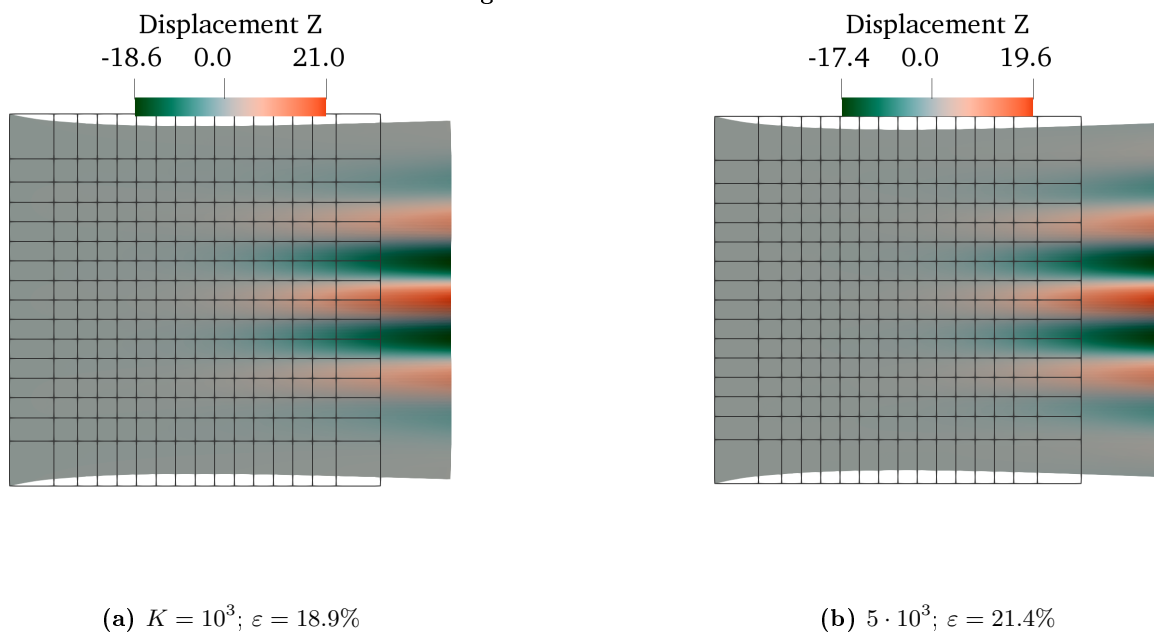 Displacement Z
-18.6 0.0 21.0
Displacement Z
-17.4 0.0 19.6
(a) K = 10³; ε = 18.9%
(b) 5 · 10³; ε = 21.4%